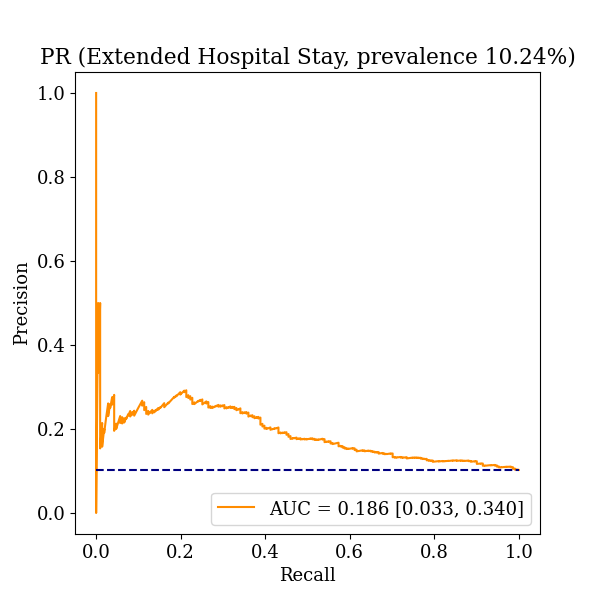 PR (Extended Hospital Stay, prevalence 10.24%)
1.0
0.8
0.6
0.4
0.2
0.0
Precision
AUC = 0.186 [0.033, 0.340]
0.0 0.2 0.4 0.6 0.8 1.0
Recall